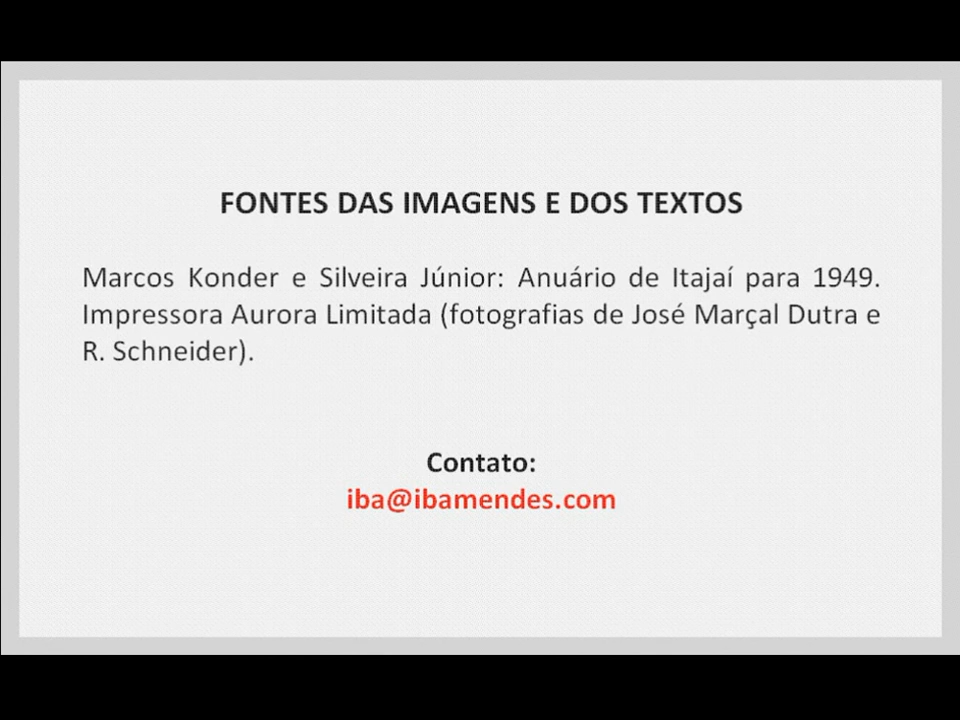 FONTES DAS IMAGENS E DOS TEXTOS
Marcos Konder e Silveira Júnior: Anuário de Itajaí para 1949.
Impressora Aurora Limitada (fotografias de José Marçal Dutra e
R. Schneider).
Contato:
iba@ibamendes.com